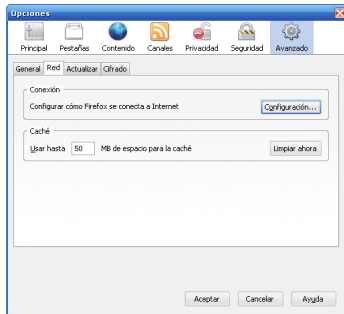 Opciones
Principal Pestañas Contenido Canales Privacidad Seguridad Avanzado
General Red Actualizar Cifrado
Conexión
Configurar cómo Firefox se conecta a Internet Configuración...
Caché
Usar hasta 50 MB de espacio para la caché Limpiar ahora
Aceptar Cancelar Ayuda